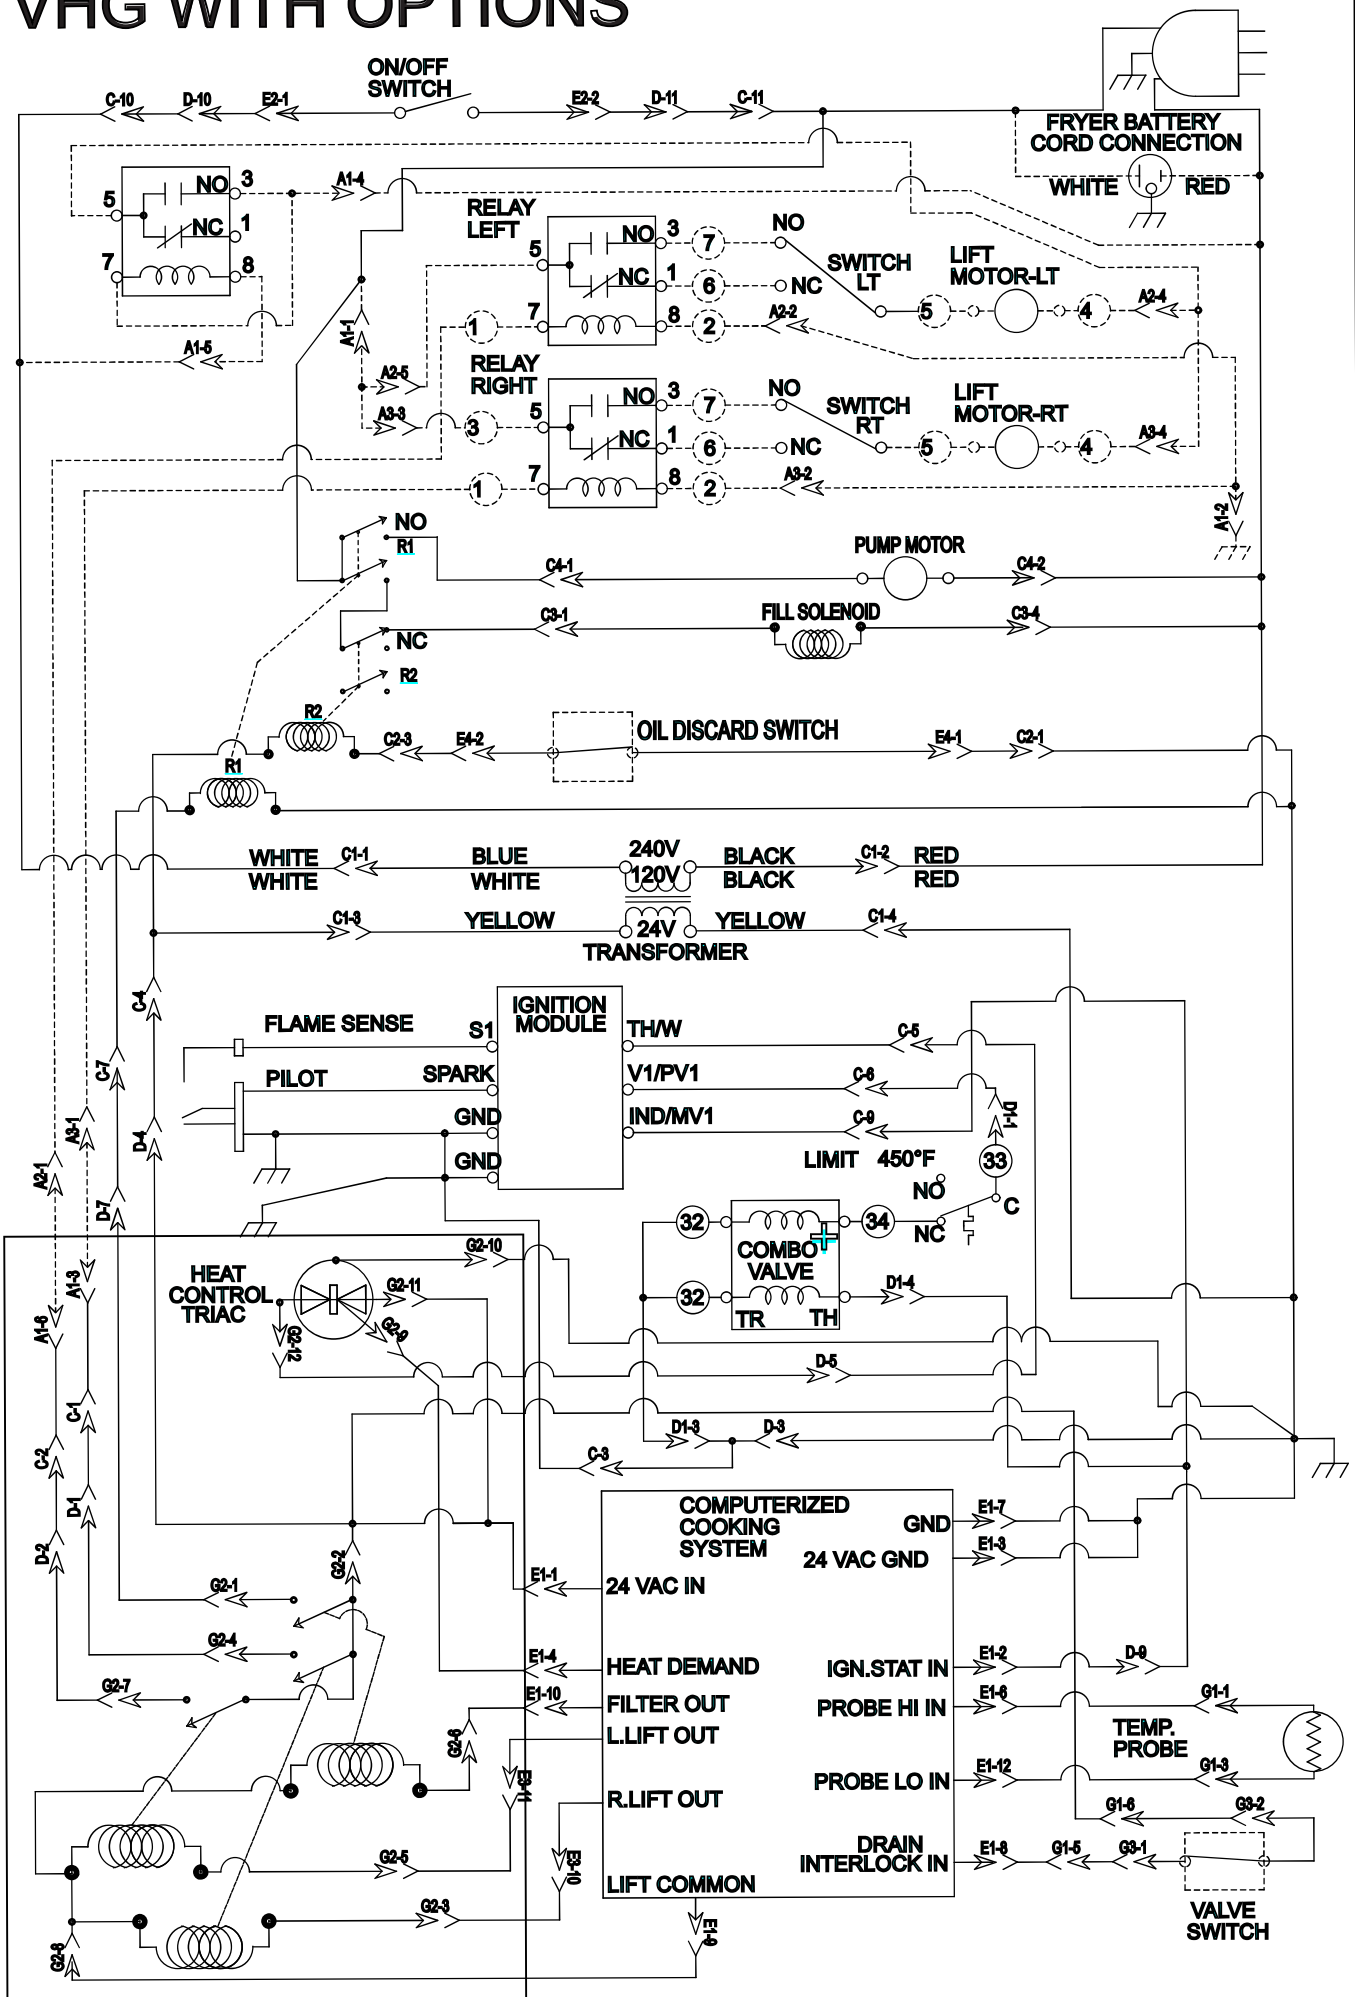 VHG WITH OPTIONS
ON/OFF
SWITCH
C-10
D-10
E2-1
E2-2
D-11
C-11
FRYER BATTERY
CORD CONNECTION
WHITE
RED
5
NO
3
NC
1
7
8
A1-4
A1-5
A1-1
A2-5
A3-3
RELAY
LEFT
5
NO
3
7
NO
NC
1
6
NC
7
8
2
1
A2-2
SWITCH
LT
LIFT
MOTOR-LT
5
4
A2-4
RELAY
RIGHT
3
5
NO
3
7
NO
NC
1
6
NC
1
7
8
2
A3-2
SWITCH
RT
LIFT
MOTOR-RT
5
4
A3-4
A1-2
NO
R1
C4-1
PUMP MOTOR
C4-2
C3-1
FILL SOLENOID
C3-4
NC
R2
R2
C2-3
E4-2
OIL DISCARD SWITCH
E4-1
C2-1
R1
WHITE
WHITE
C1-1
BLUE
WHITE
240V
120V
BLACK
BLACK
C1-2
RED
RED
C1-3
YELLOW
24V
YELLOW
C1-4
TRANSFORMER
C-4
C-7
A3-1
D-4
A2-1
D-7
FLAME SENSE
PILOT
S1
SPARK
GND
GND
IGNITION
MODULE
TH/W
V1/PV1
IND/MV1
C-5
C-6
C-9
D1-1
LIMIT 450°F
33
NO
C
NC
32
34
COMBO
VALVE
32
TR
TH
D1-4
HEAT
CONTROL
TRIAC
G2-10
G2-11
G2-9
G2-12
A1-3
A1-6
D-5
C-1
C-2
D-1
D-2
D1-3
D-3
C-3
COMPUTERIZED
COOKING
SYSTEM
GND
24 VAC GND
E1-7
E1-3
G2-2
G2-1
G2-4
G2-7
E1-1
24 VAC IN
E1-4
HEAT DEMAND
E1-10
FILTER OUT
L.LIFT OUT
R.LIFT OUT
LIFT COMMON
IGN.STAT IN
E1-2
D-9
PROBE HI IN
E1-6
G1-1
TEMP.
PROBE
PROBE LO IN
E1-12
G1-3
G1-6
G3-2
DRAIN
INTERLOCK IN
E1-8
G1-5
G3-1
VALVE
SWITCH
G2-6
E3-11
E3-10
G2-5
G2-3
G2-8
E1-9